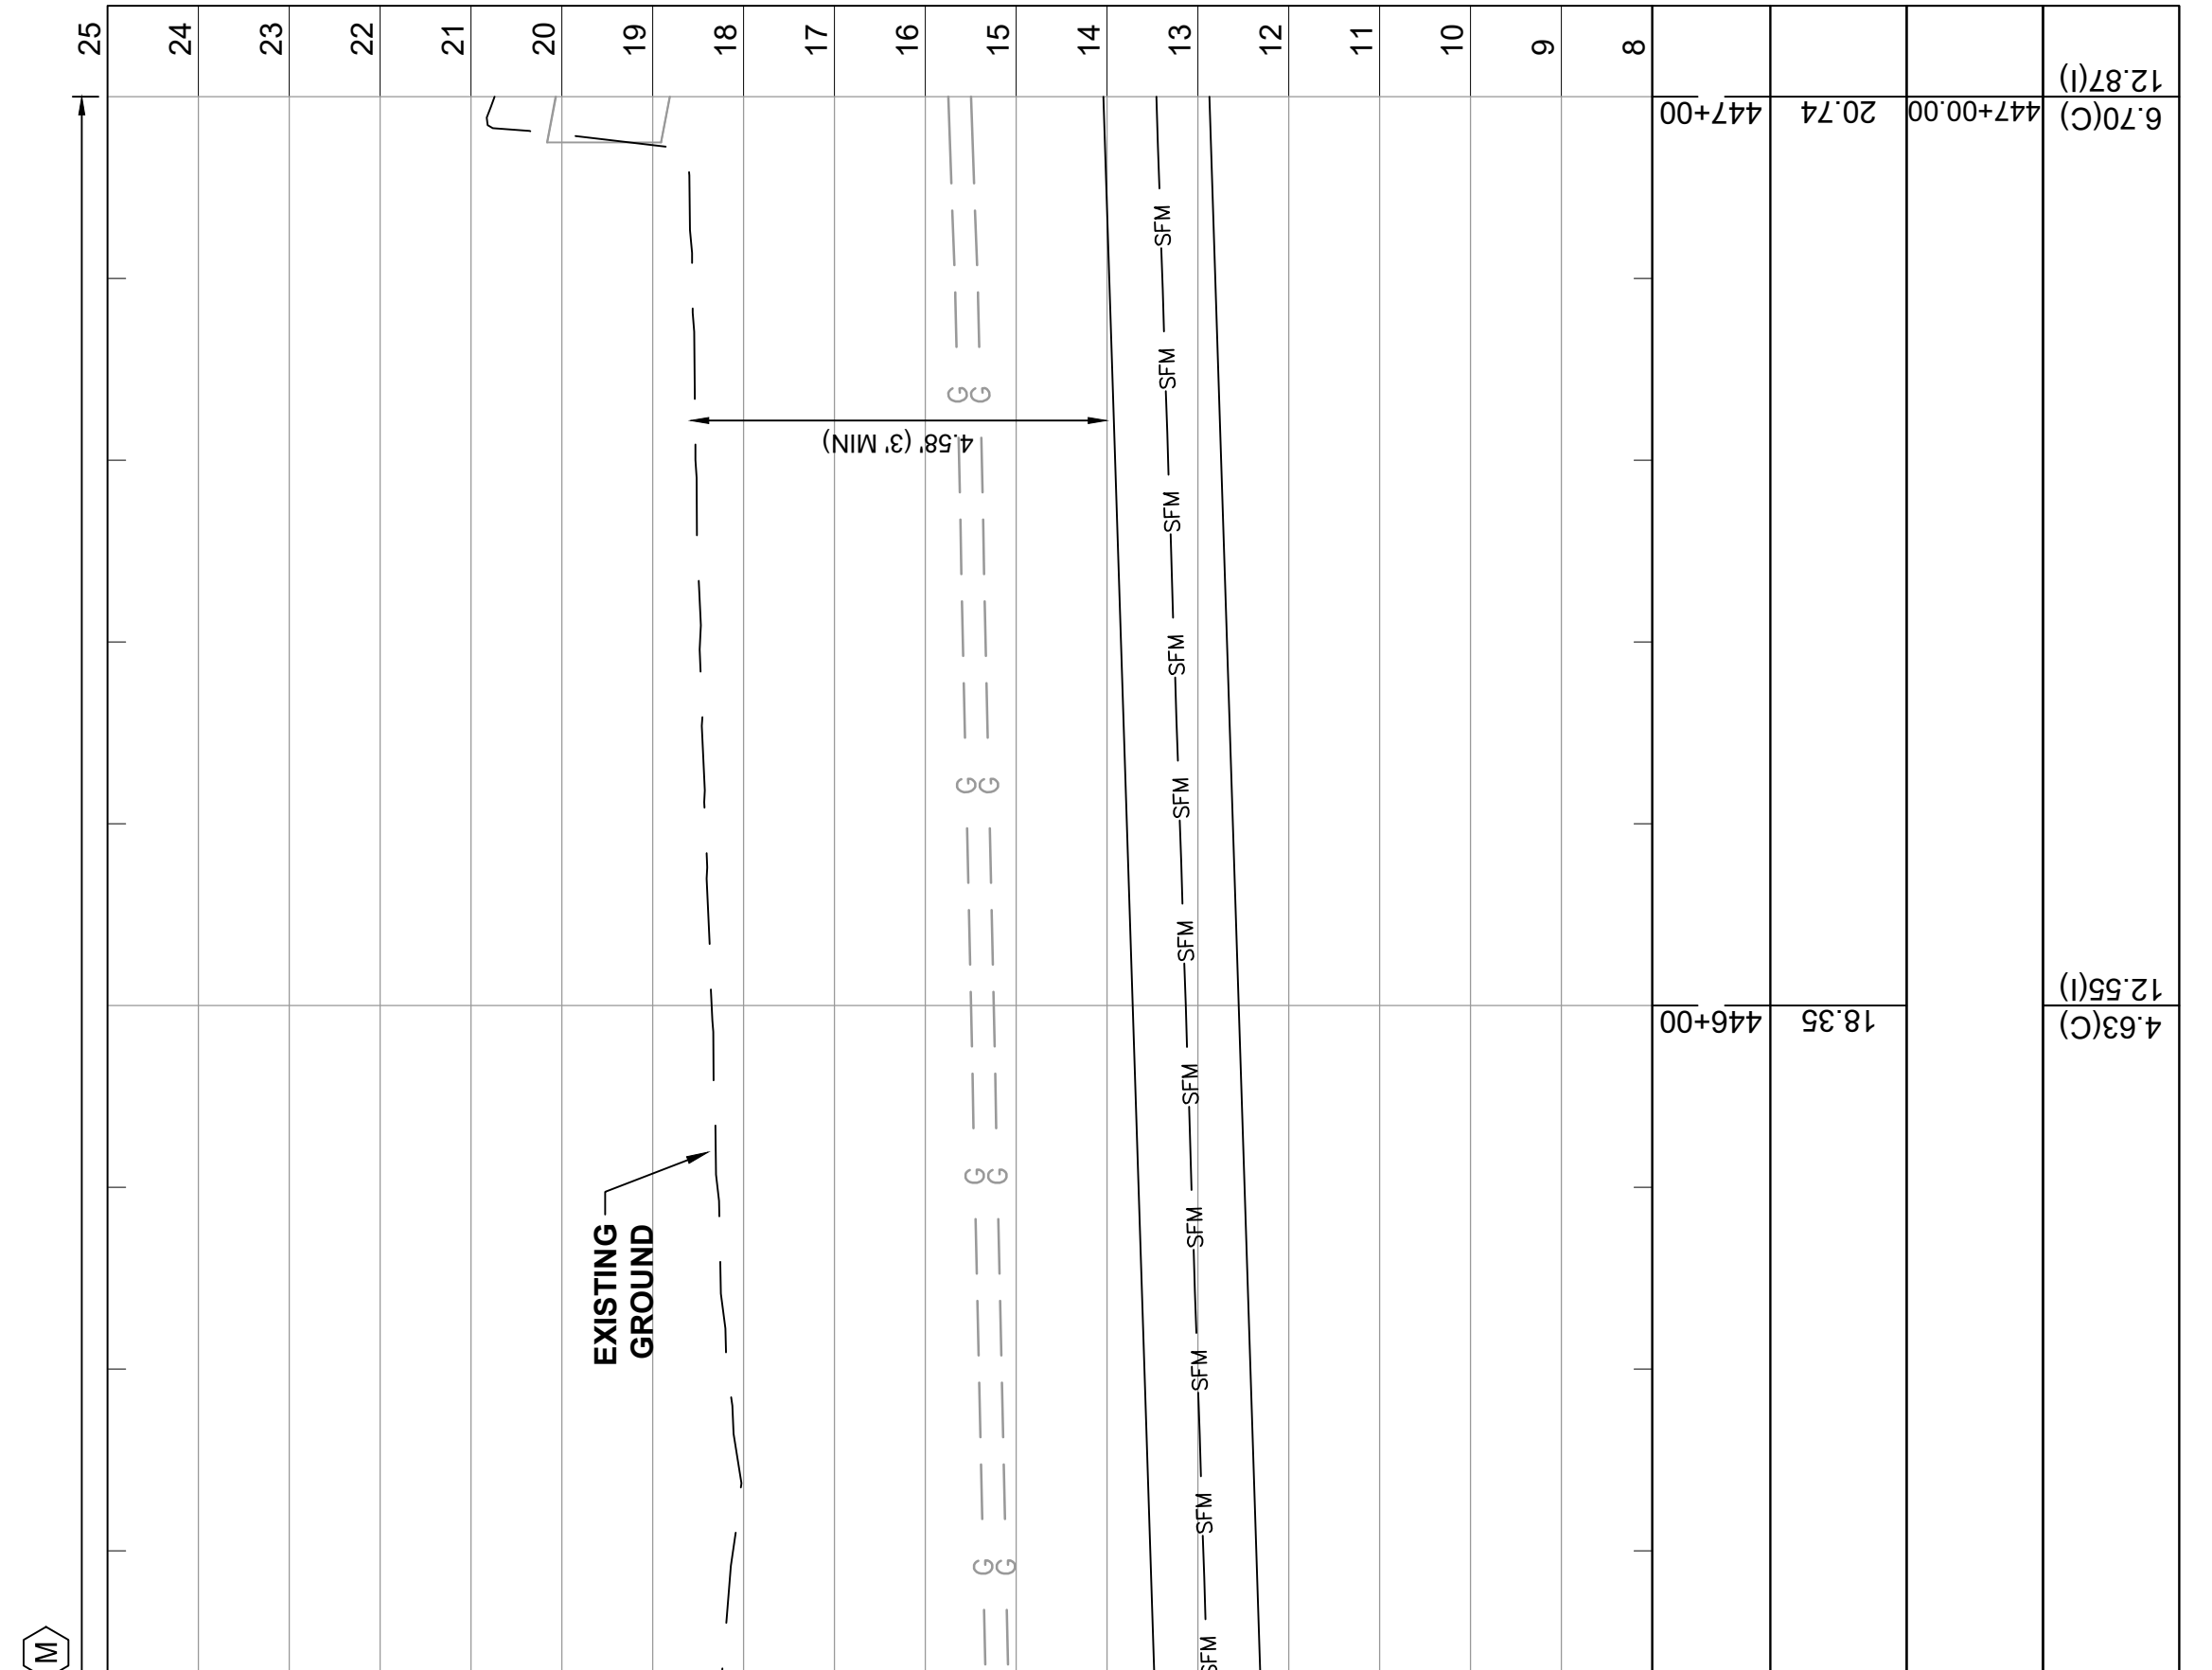 25
24
23
22
21
20
19
18
17
16
15
14
13
12
11
10
9
8
447+00
20.74
447+00.00
12.87(I)
6.70(C)
446+00
18.35
12.55(I)
4.63(C)
4.58' (3' MIN)
EXISTING
GROUND
G
G
G
G
G
G
G
G
SFM
SFM
SFM
SFM
SFM
SFM
SFM
SFM
SFM
SFM
SFM
M